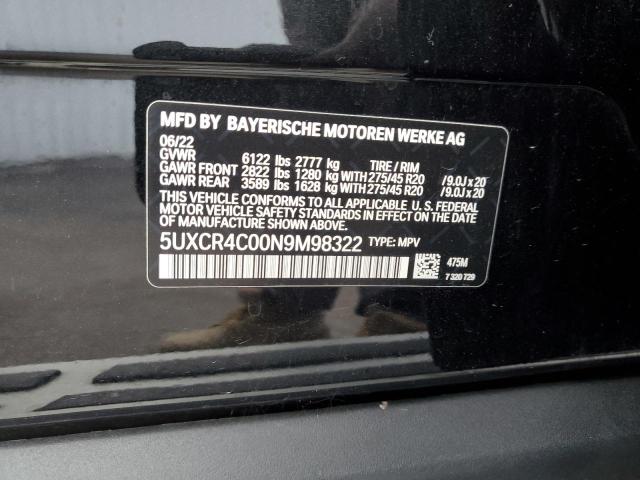 MFD BY BAYERISCHE MOTOREN WERKE AG
06/22
GVWR 6122 lbs 2777 kg TIRE / RIM
GAWR FRONT 2822 lbs 1280 kg WITH 275/45 R20 /9.0J x 20
GAWR REAR 3589 lbs 1628 kg WITH 275/45 R20 /9.0J x 20
THIS VEHICLE CONFORMS TO ALL APPLICABLE U. S. FEDERAL
MOTOR VEHICLE SAFETY STANDARDS IN EFFECT ON THE DATE
OF MANUFACTURE SHOWN ABOVE.
5UXCR4C00N9M98322 TYPE: MPV
475M
7 320 729